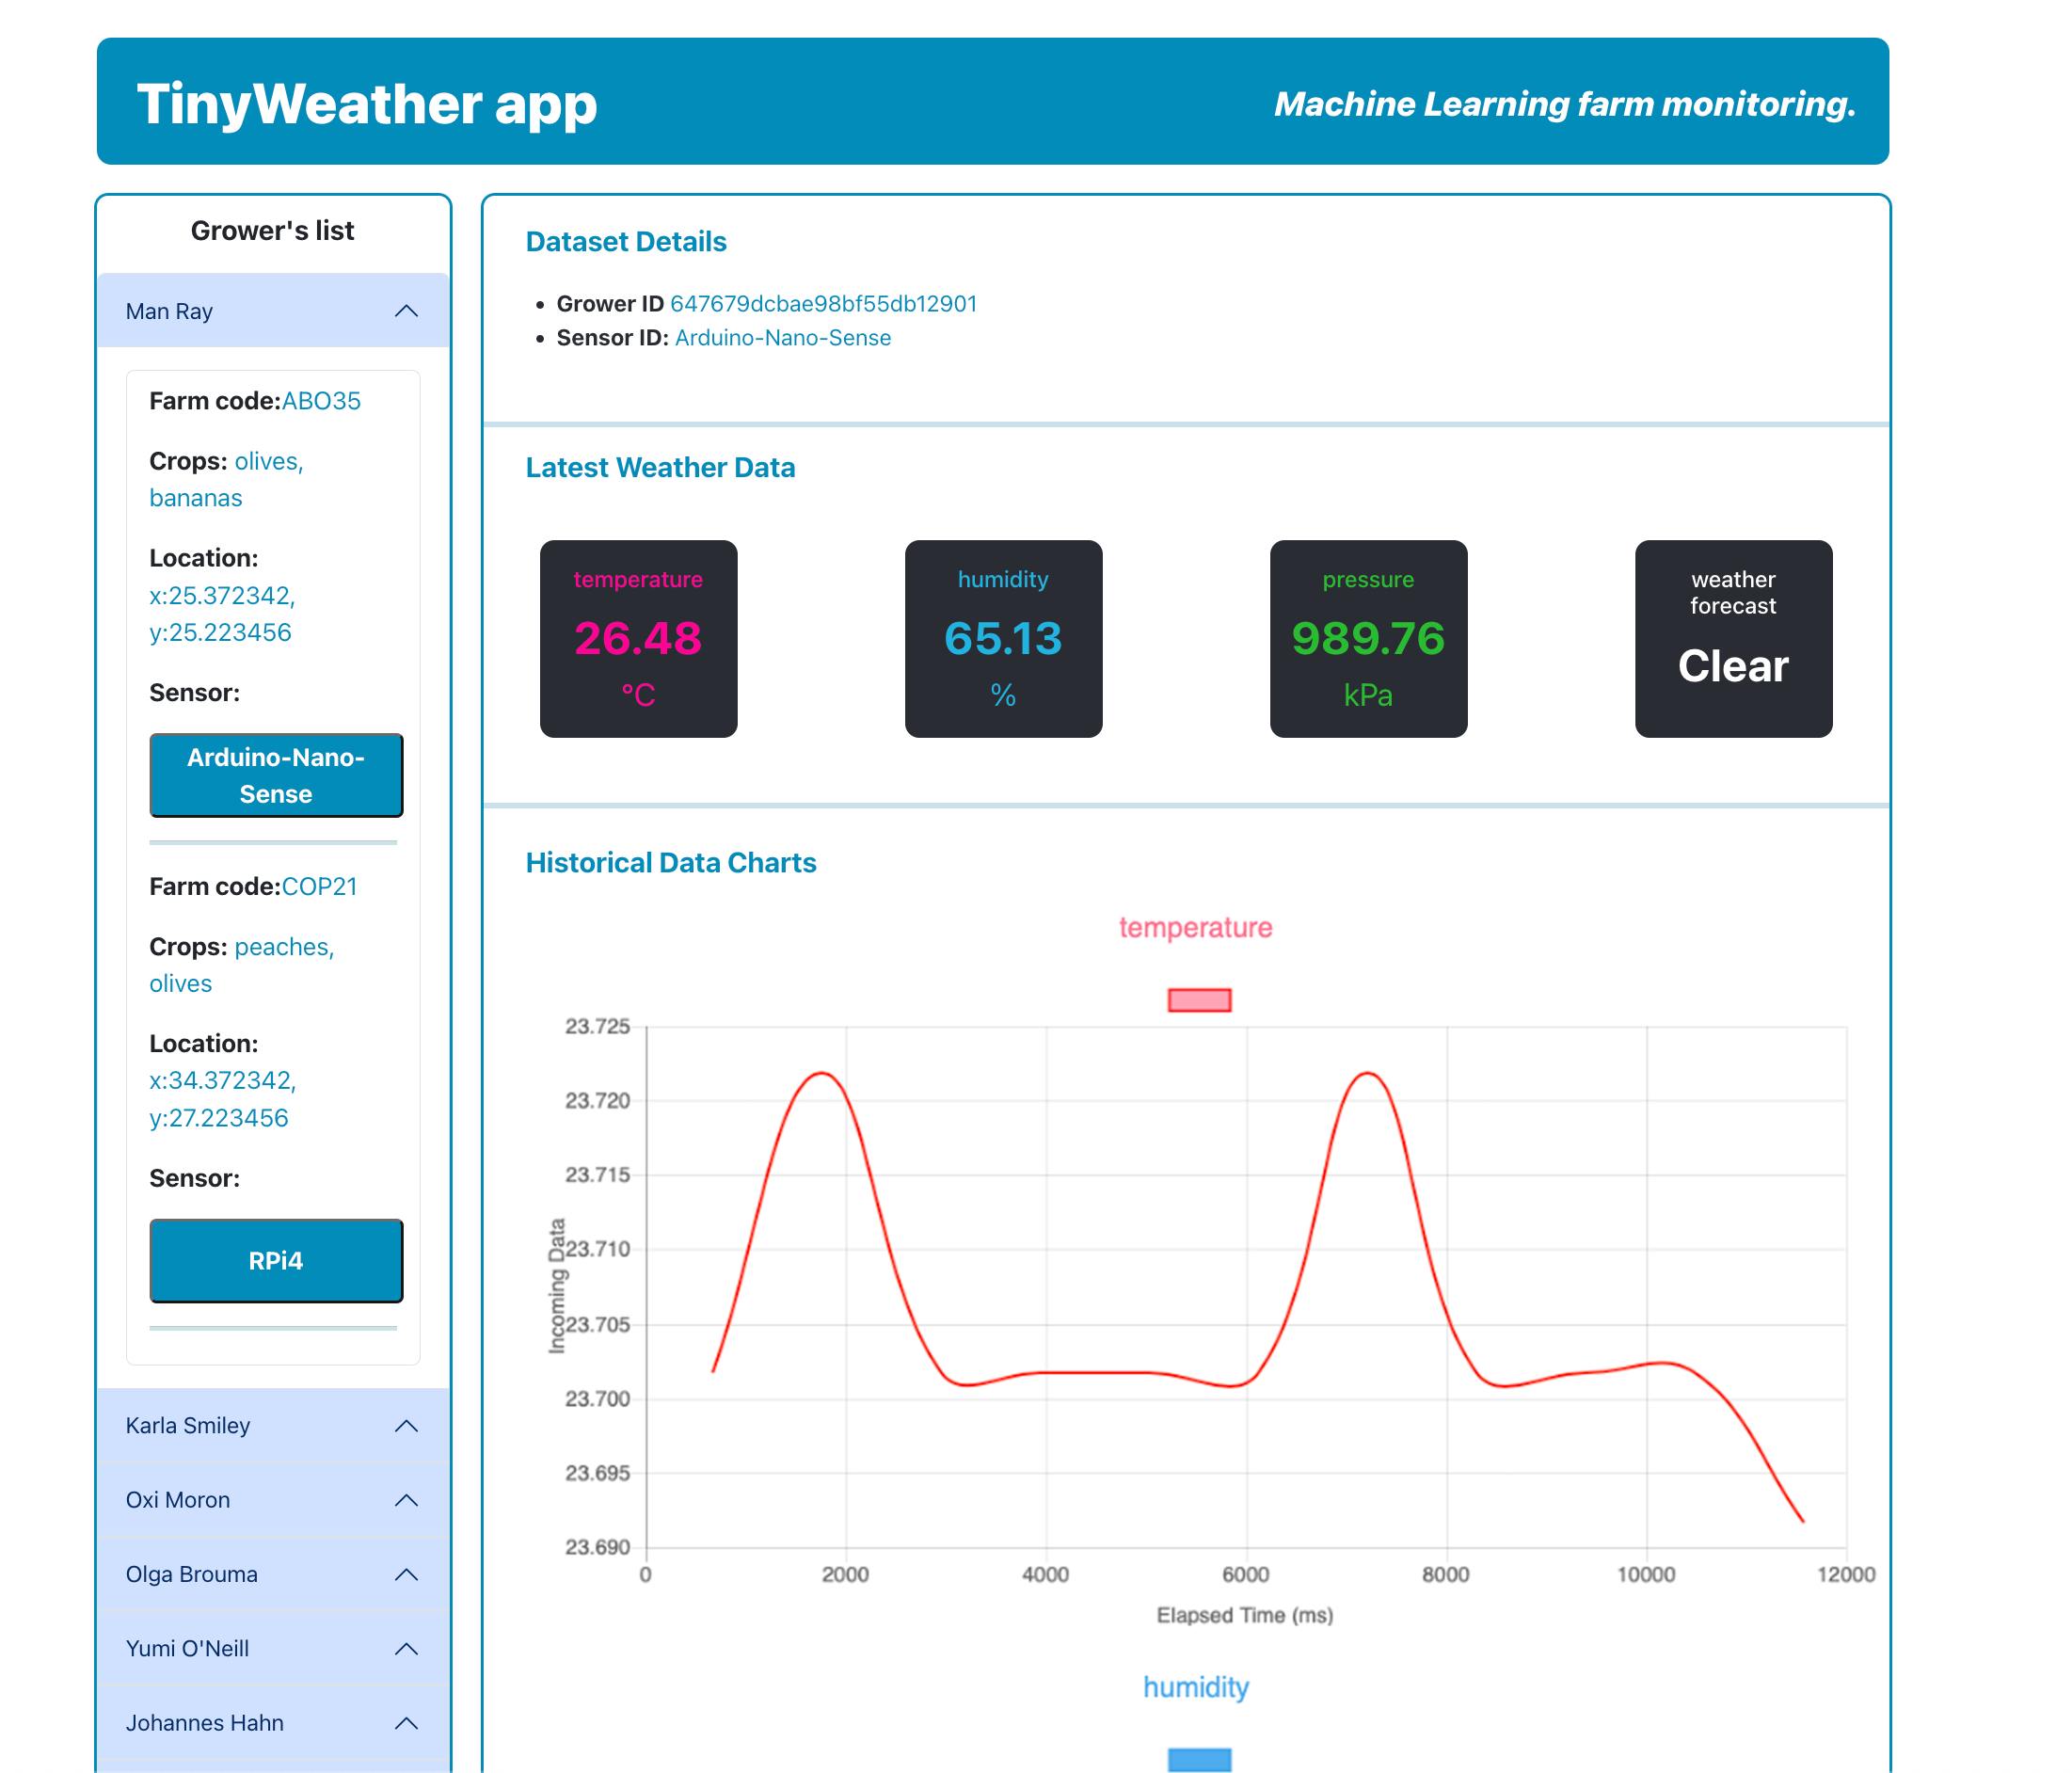 TinyWeather app
Machine Learning farm monitoring.
Grower's list
Man Ray
Farm code:ABO35
Crops: olives,
bananas
Location:
x:25.372342,
y:25.223456
Sensor:
Arduino-Nano-
Sense
Farm code:COP21
Crops: peaches,
olives
Location:
x:34.372342,
y:27.223456
Sensor:
RPi4
Karla Smiley
Oxi Moron
Olga Brouma
Yumi O'Neill
Johannes Hahn
Dataset Details
• Grower ID 647679dcbae98bf55db12901
• Sensor ID: Arduino-Nano-Sense
Latest Weather Data
temperature
26.48
°C
humidity
65.13
%
pressure
989.76
kPa
weather
forecast
Clear
Historical Data Charts
temperature
23.725
23.720
23.715
23.710
23.705
23.700
23.695
23.690
Incoming Data
0 2000 4000 6000 8000 10000 12000
Elapsed Time (ms)
humidity